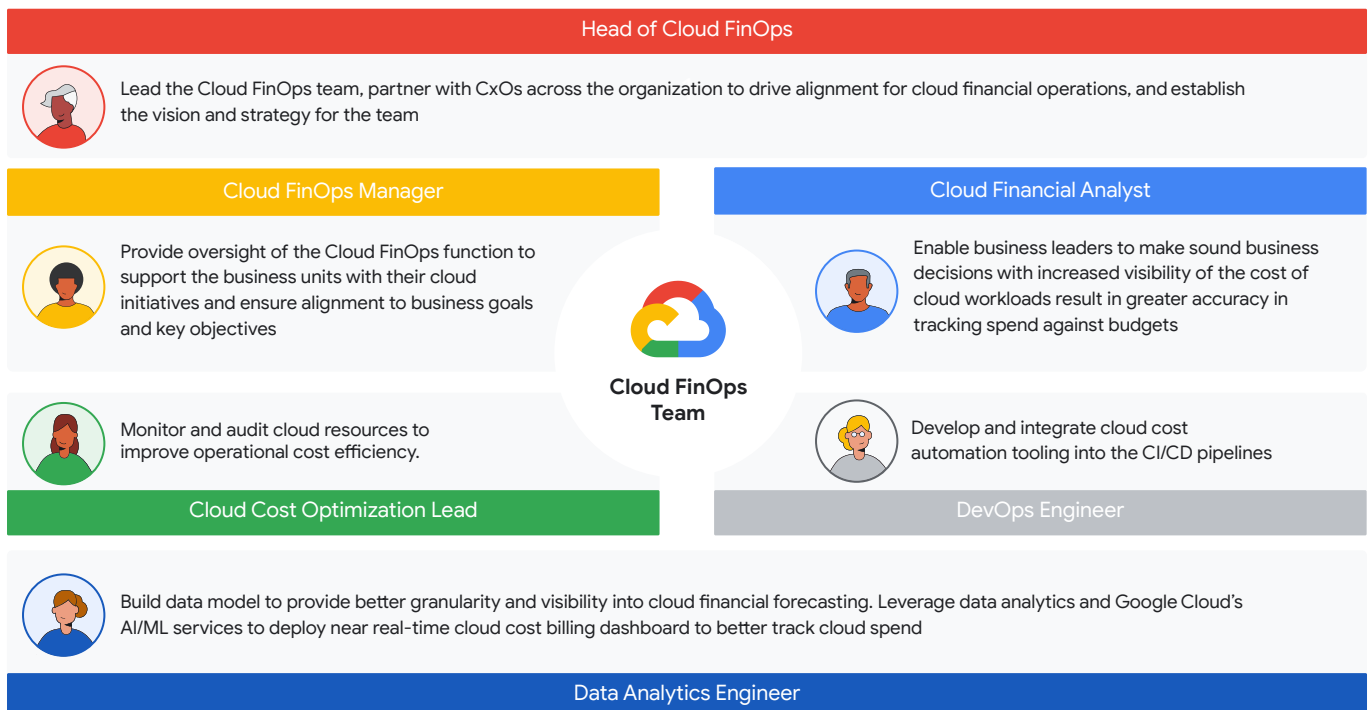 Head of Cloud FinOps
Lead the Cloud FinOps team, partner with CxOs across the organization to drive alignment for cloud financial operations, and establish
the vision and strategy for the team
Cloud FinOps Manager
Provide oversight of the Cloud FinOps function to
support the business units with their cloud
initiatives and ensure alignment to business goals
and key objectives
Cloud Financial Analyst
Enable business leaders to make sound business
decisions with increased visibility of the cost of
cloud workloads result in greater accuracy in
tracking spend against budgets
Cloud FinOps
Team
Monitor and audit cloud resources to
improve operational cost efficiency.
Cloud Cost Optimization Lead
Develop and integrate cloud cost
automation tooling into the CI/CD pipelines
DevOps Engineer
Build data model to provide better granularity and visibility into cloud financial forecasting. Leverage data analytics and Google Cloud's
AI/ML services to deploy near real-time cloud cost billing dashboard to better track cloud spend
Data Analytics Engineer